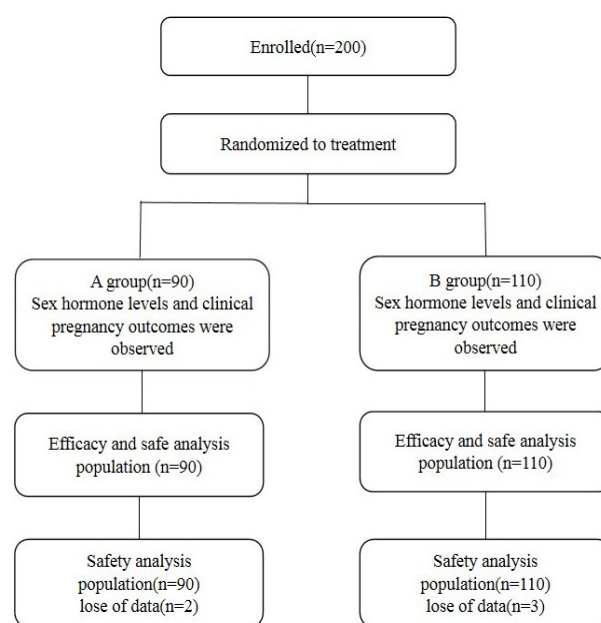 Enrolled(n=200)
Randomized to treatment
A group(n=90)
Sex hormone levels and clinical
pregnancy outcomes were
observed
B group(n=110)
Sex hormone levels and clinical
pregnancy outcomes were
observed
Efficacy and safe analysis
population (n=90)
Efficacy and safe analysis
population (n=110)
Safety analysis
population(n=90)
lose of data(n=2)
Safety analysis
population(n=110)
lose of data(n=3)